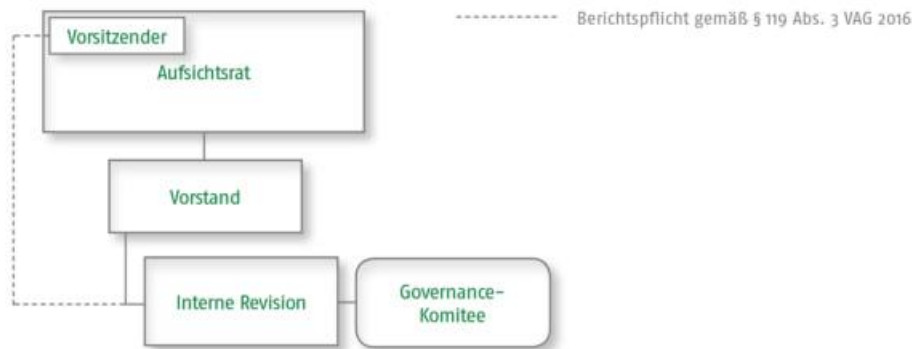 Vorsitzender
Aufsichtsrat
Berichtspflicht gemäß § 119 Abs. 3 VAG 2016
Vorstand
Interne Revision
Governance-
Komitee